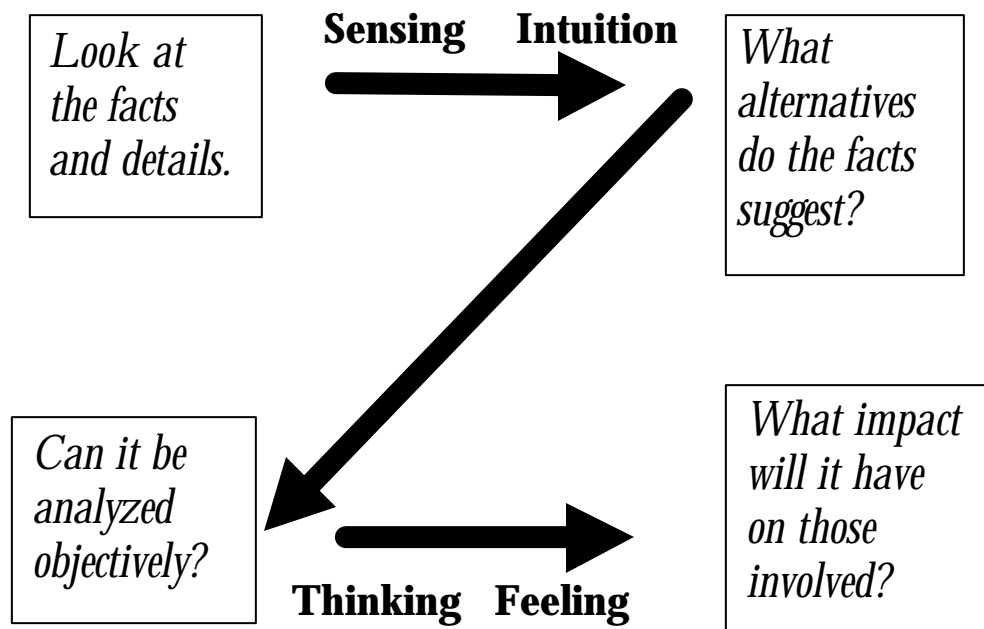 Look at
the facts
and details.
Sensing Intuition
What
alternatives
do the facts
suggest?
Can it be
analyzed
objectively?
Thinking Feeling
What impact
will it have
on those
involved?